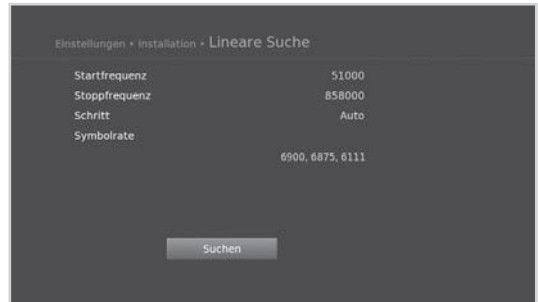 Einstellungen • Installation • Lineare Suche
Startfrequenz 51000
Stoppfrequenz 858000
Schritt Auto
Symbolrate
6900, 6875, 6111
Suchen